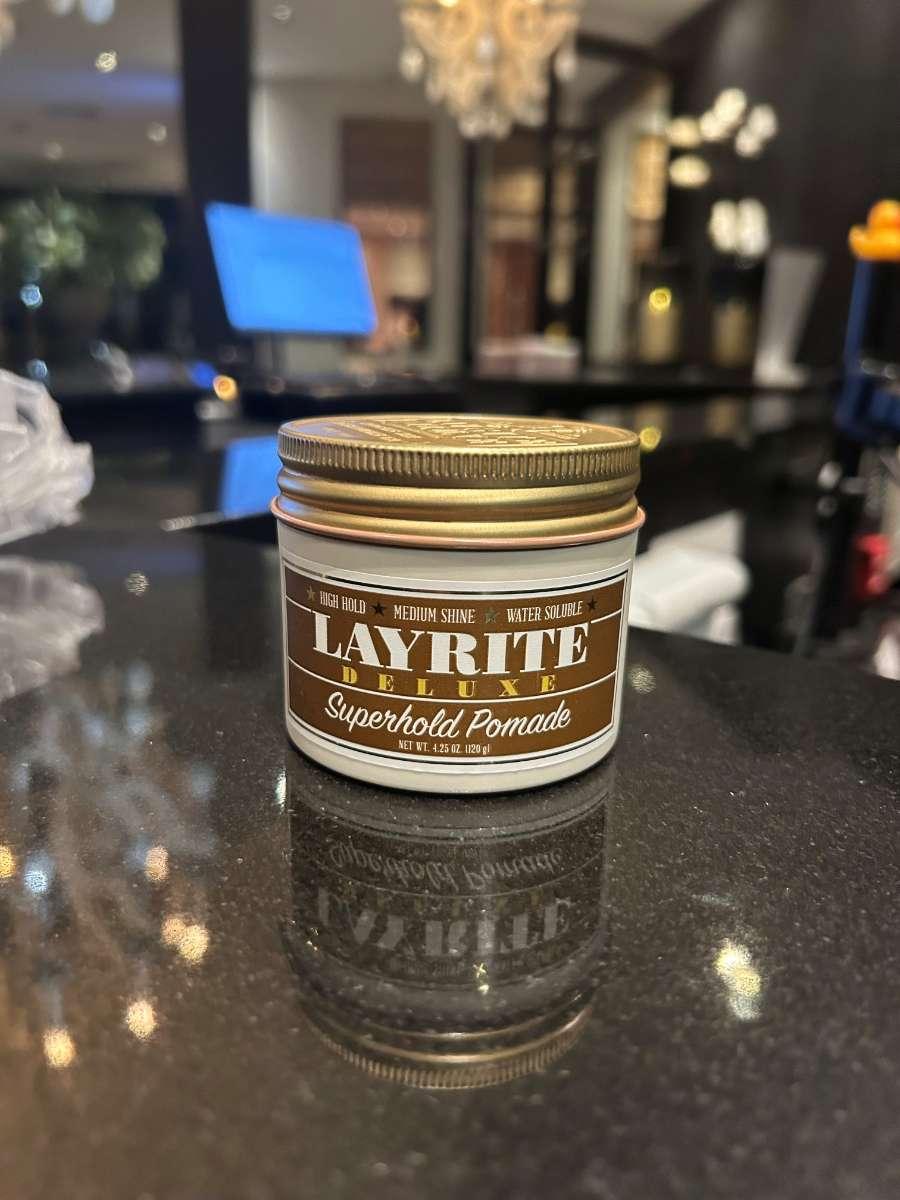 HIGH HOLD ★ MEDIUM SHINE ★ WATER SOLUBLE
LAYRITE
DELUXE
Superhold Pomade
NET WT. 4.25 OZ. (120 g)